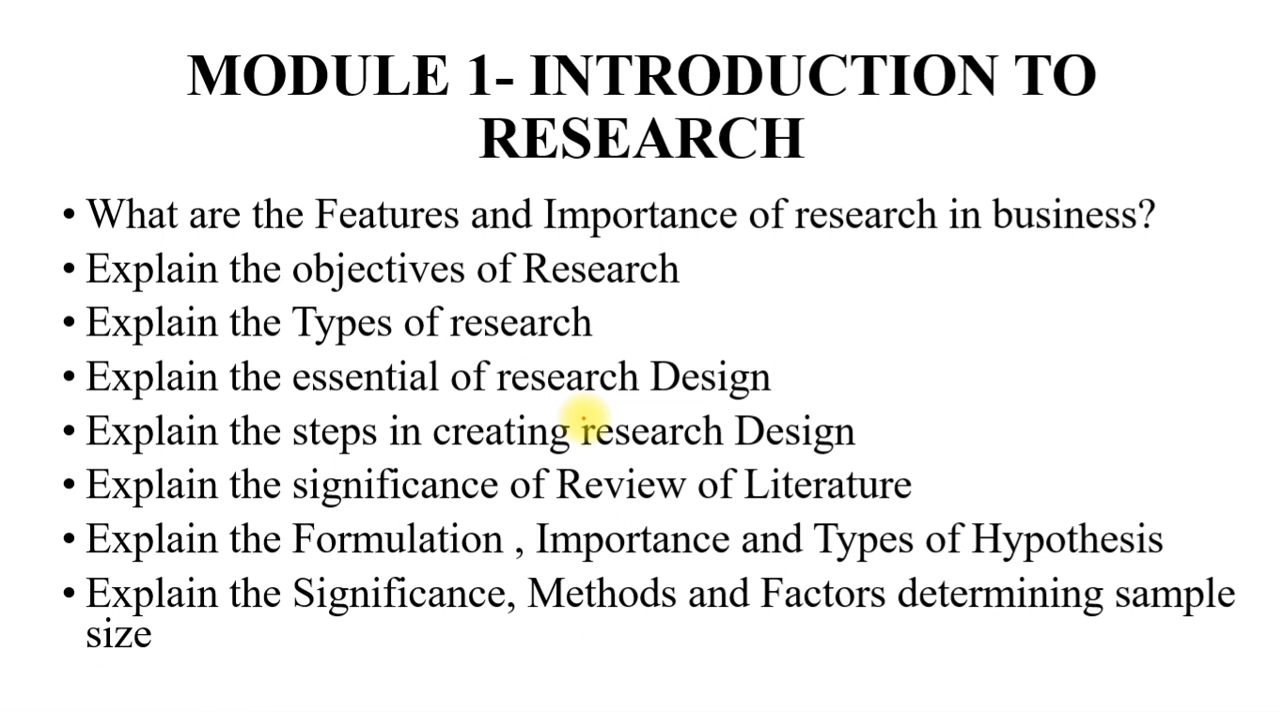 MODULE 1- INTRODUCTION TO
RESEARCH
• What are the Features and Importance of research in business?
• Explain the objectives of Research
• Explain the Types of research
• Explain the essential of research Design
• Explain the steps in creating research Design
• Explain the significance of Review of Literature
• Explain the Formulation , Importance and Types of Hypothesis
• Explain the Significance, Methods and Factors determining sample
size